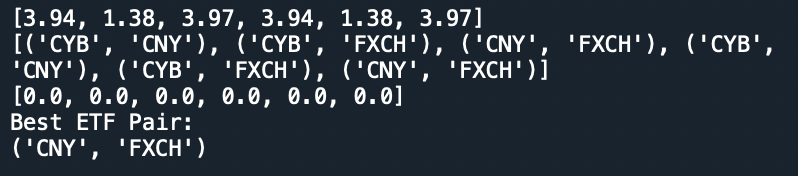 [3.94, 1.38, 3.97, 3.94, 1.38, 3.97]
[('CYB', 'CNY'), ('CYB', 'FXCH'), ('CNY', 'FXCH'), ('CYB',
'CNY'), ('CYB', 'FXCH'), ('CNY', 'FXCH')]
[0.0, 0.0, 0.0, 0.0, 0.0, 0.0]
Best ETF Pair:
('CNY', 'FXCH')